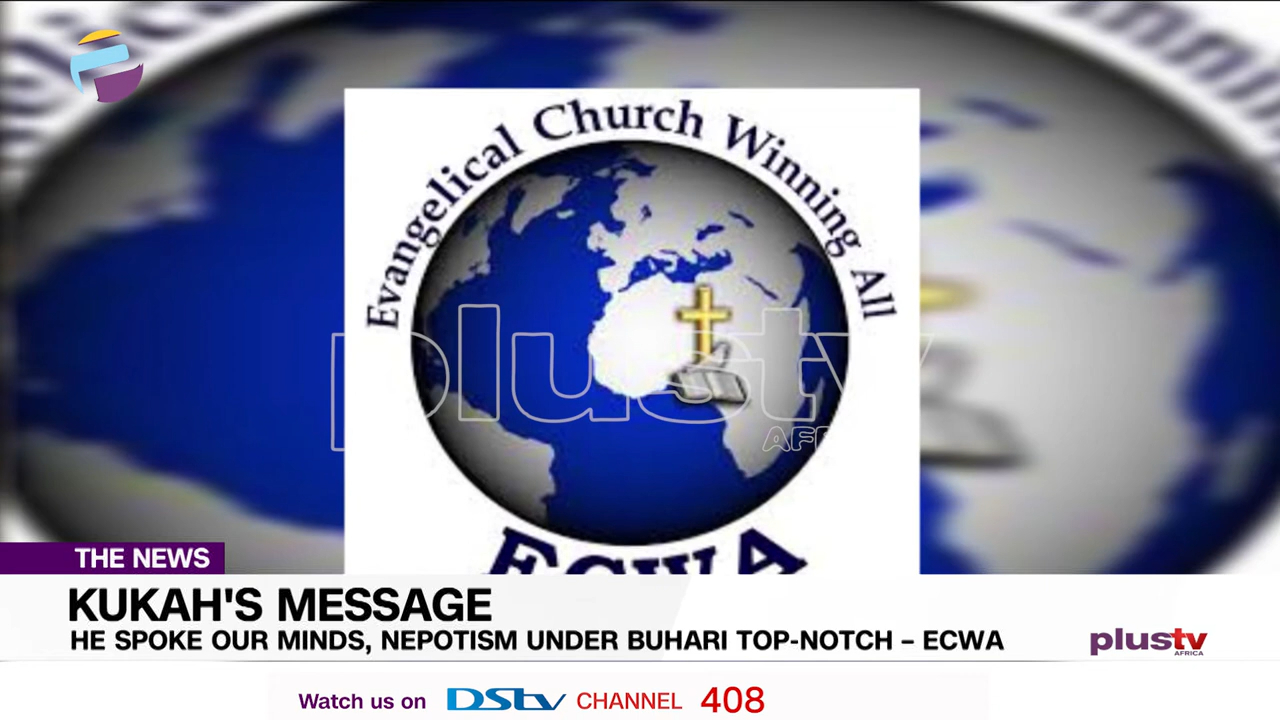 Evangelical Church Winning All
plustv
ECWA
THE NEWS
KUKAH'S MESSAGE
HE SPOKE OUR MINDS, NEPOTISM UNDER BUHARI TOP-NOTCH – ECWA
plustv
AFRICA
Watch us on DStv CHANNEL 408